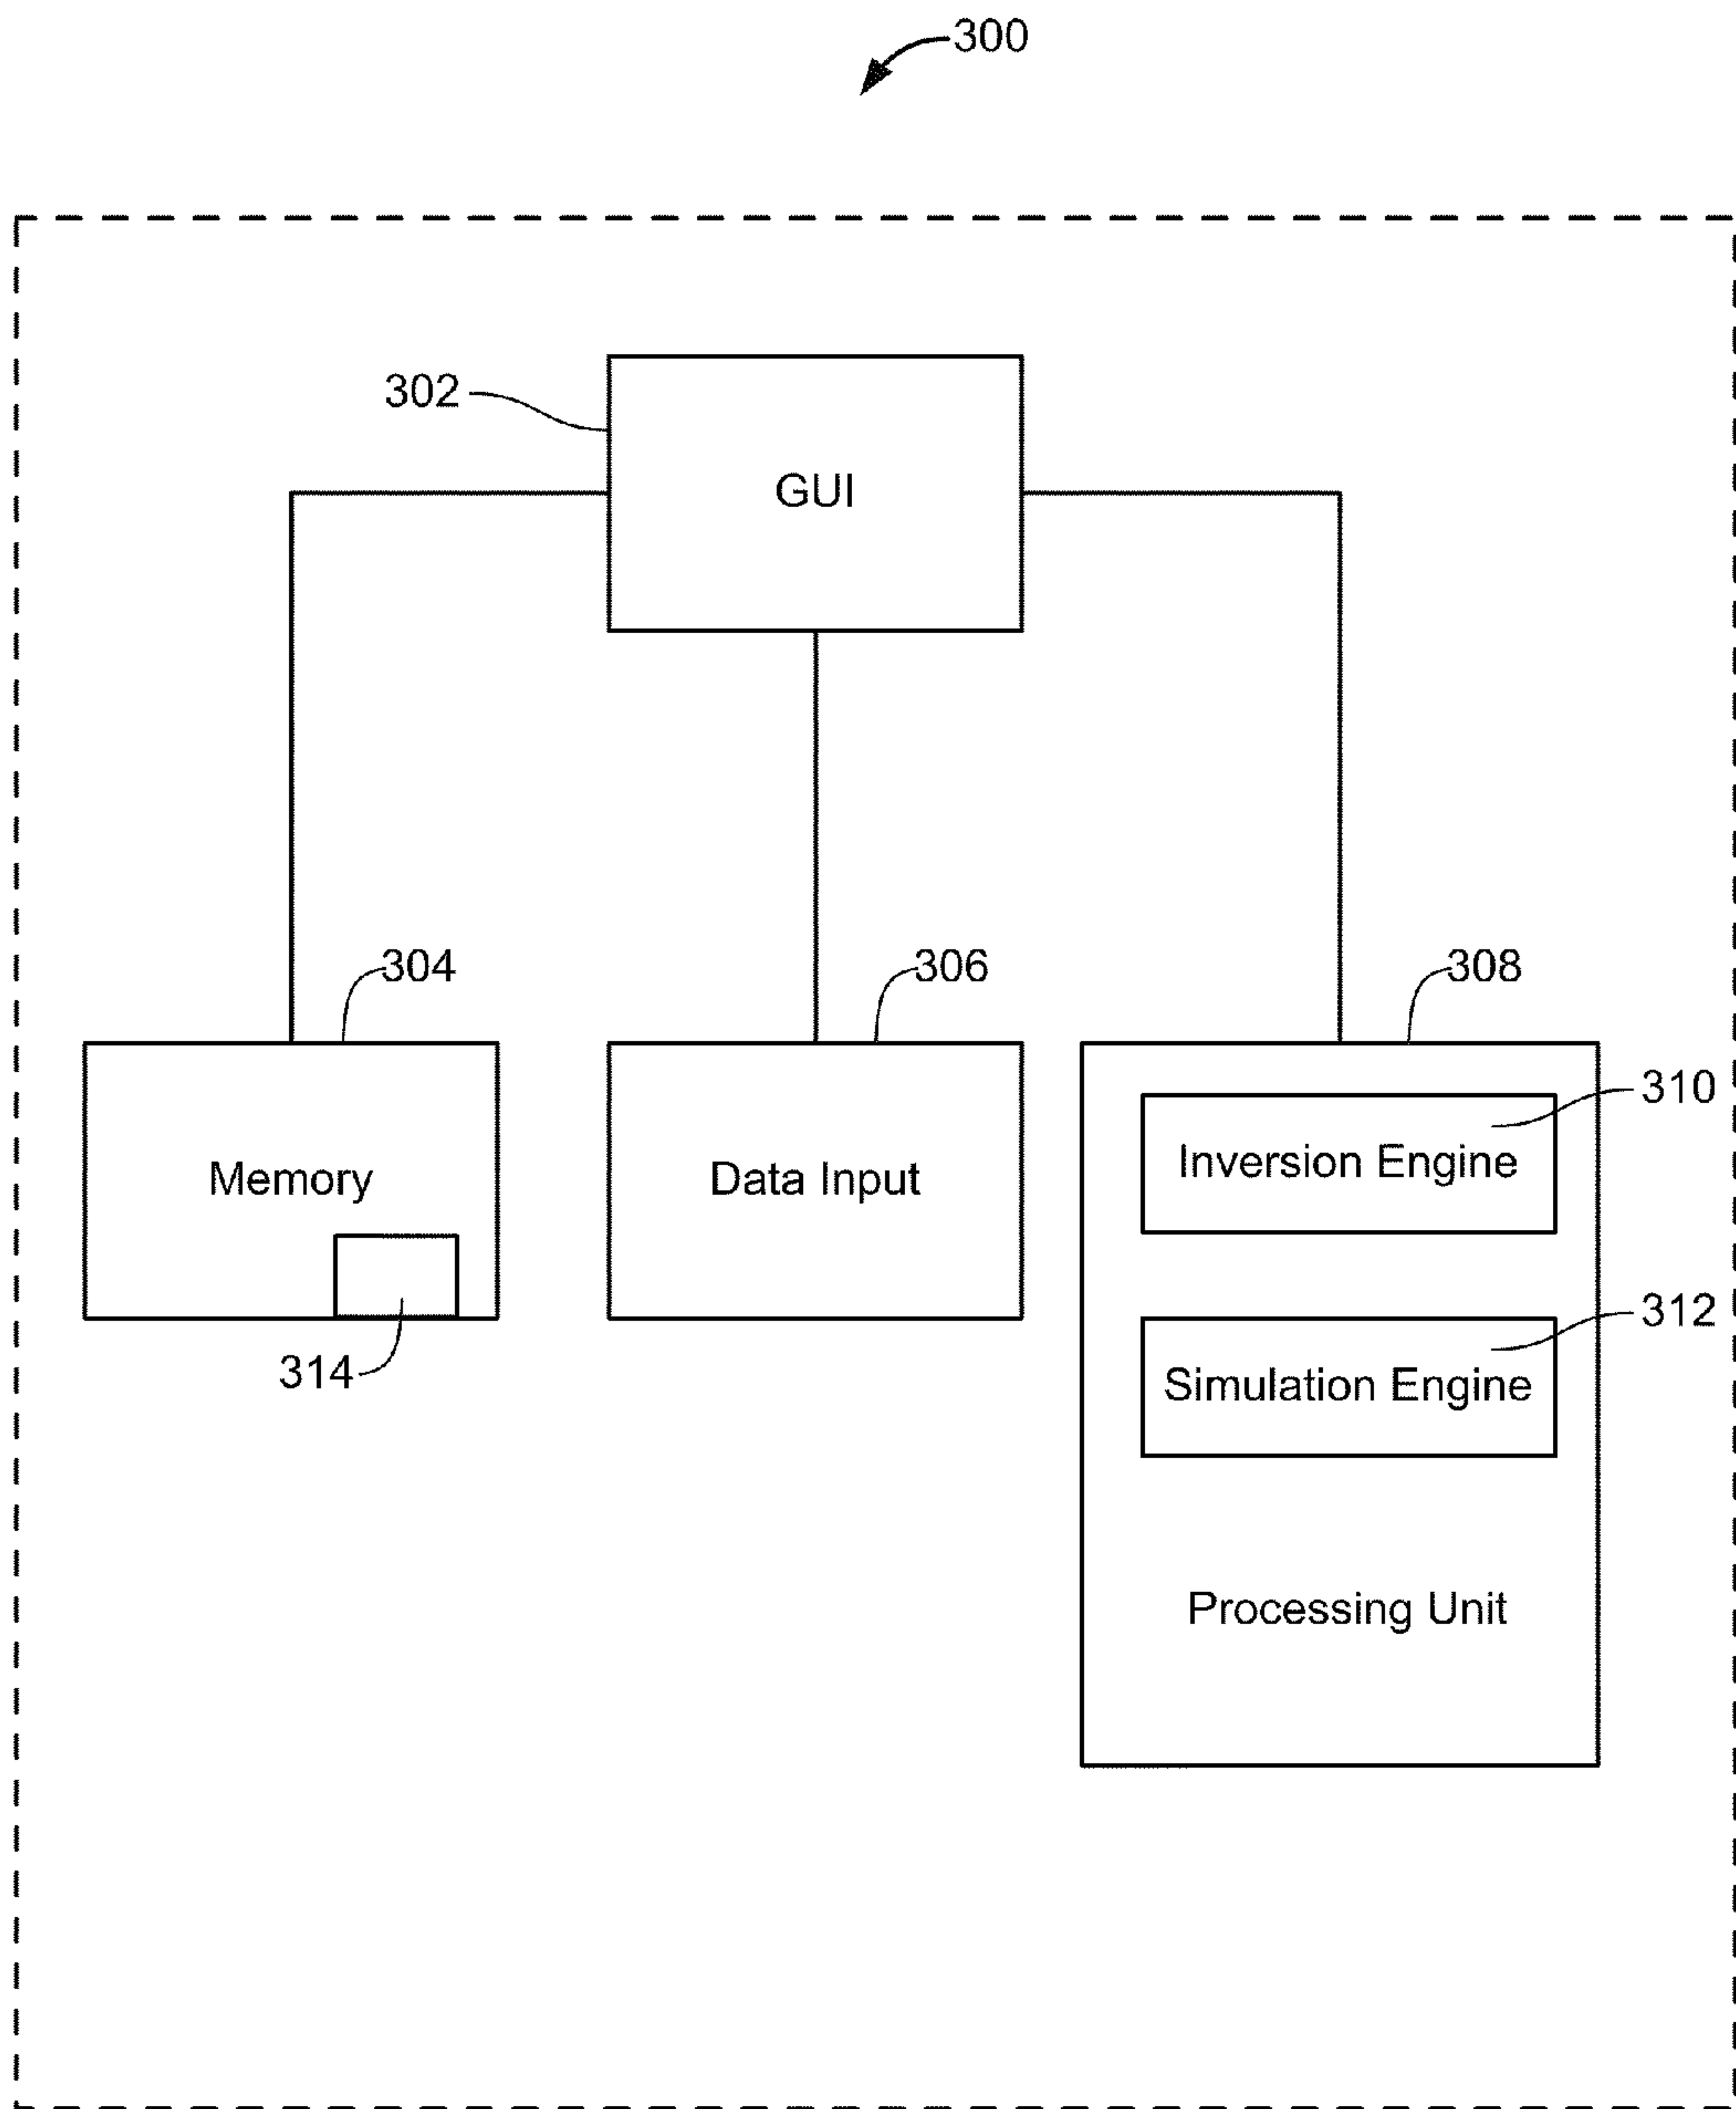 300
302
GUI
304
306
308
310
Memory
Data Input
Inversion Engine
312
314
Simulation Engine
Processing Unit